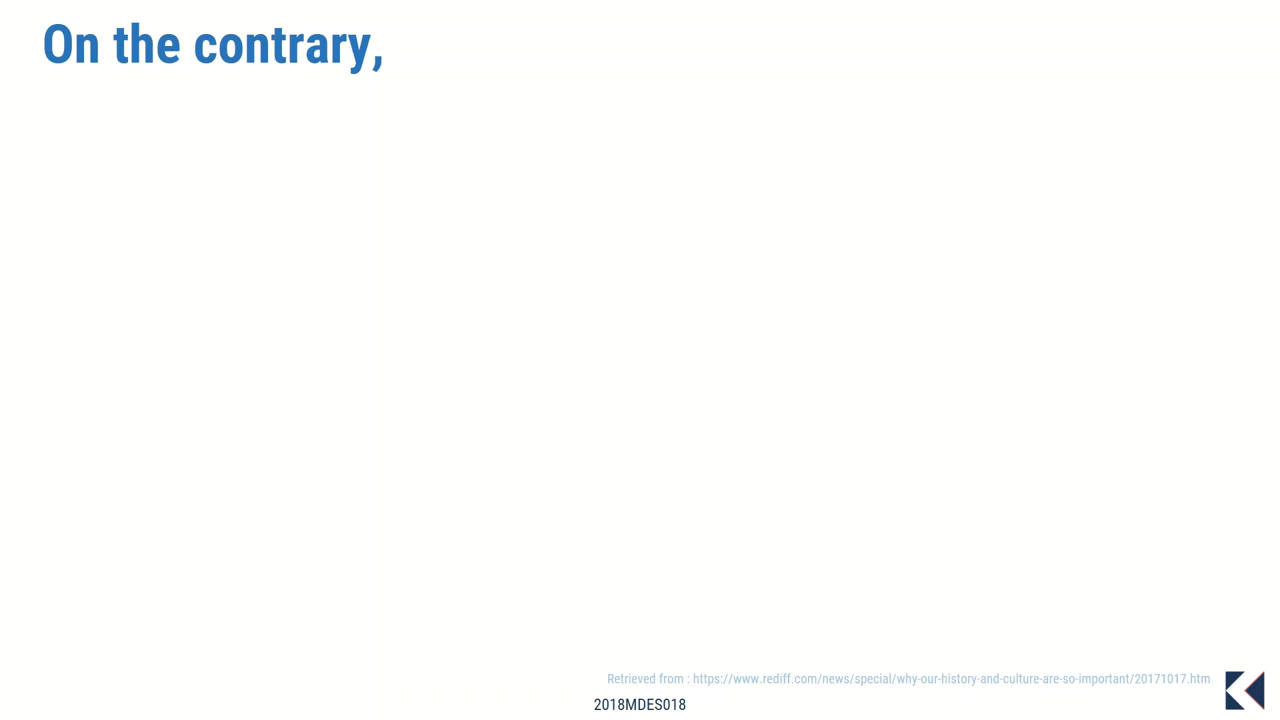 On the contrary,
Retrieved from : https://www.rediff.com/news/special/why-our-history-and-culture-are-so-important/20171017.htm
2018MDES018